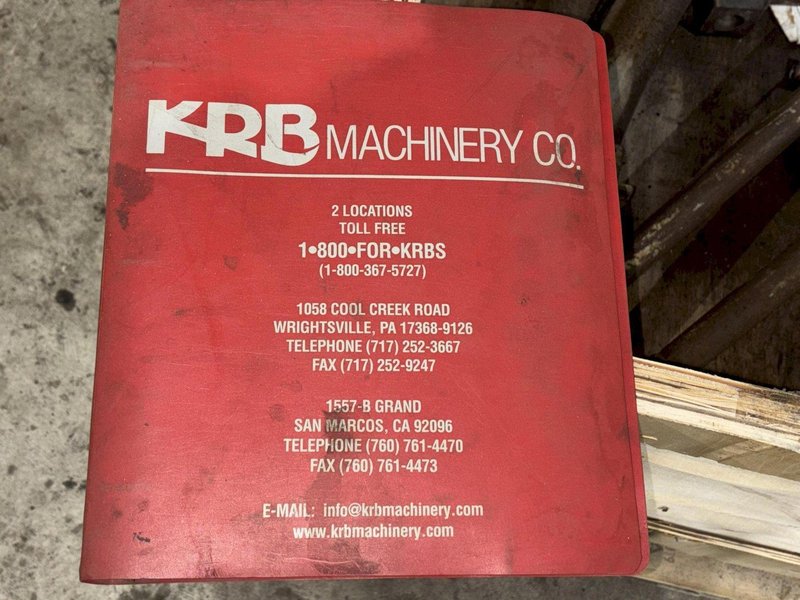 KRB MACHINERY CO.
2 LOCATIONS
TOLL FREE
1•800•FOR•KRBS
(1-800-367-5727)
1058 COOL CREEK ROAD
WRIGHTSVILLE, PA 17368-9126
TELEPHONE (717) 252-3667
FAX (717) 252-9247
1557-B GRAND
SAN MARCOS, CA 92096
TELEPHONE (760) 761-4470
FAX (760) 761-4473
E-MAIL: info@krbmachinery.com
www.krbmachinery.com